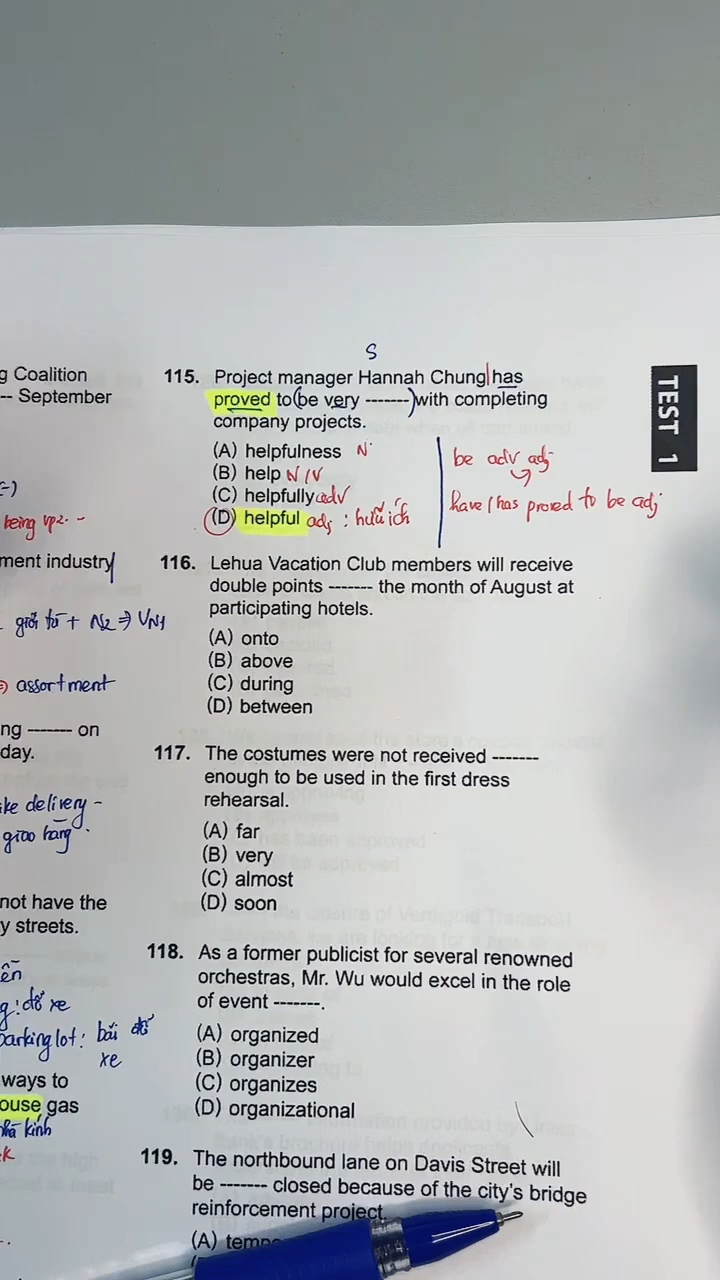 g Coalition
-- September
(-)
being Vp2. -
ment industry
giới từ + N2 ⇒ VN1
assortment
ng ------- on
day.
ike delivery -
giao hàng
not have the
y streets.
g: đỗ xe
parking lot: bãi đỗ
xe
ways to
ouse gas
nhà kính
S
115. Project manager Hannah Chung has
proved to be very ------- with completing
company projects.
(A) helpfulness N
(B) help N/V
(C) helpfully adv
(D) helpful adj : hữu ích
be adv adj
have/has proved to be adj
116. Lehua Vacation Club members will receive
double points ------- the month of August at
participating hotels.
(A) onto
(B) above
(C) during
(D) between
117. The costumes were not received -------
enough to be used in the first dress
rehearsal.
(A) far
(B) very
(C) almost
(D) soon
118. As a former publicist for several renowned
orchestras, Mr. Wu would excel in the role
of event -------.
(A) organized
(B) organizer
(C) organizes
(D) organizational
119. The northbound lane on Davis Street will
be ------- closed because of the city's bridge
reinforcement project.
(A)
TEST 1